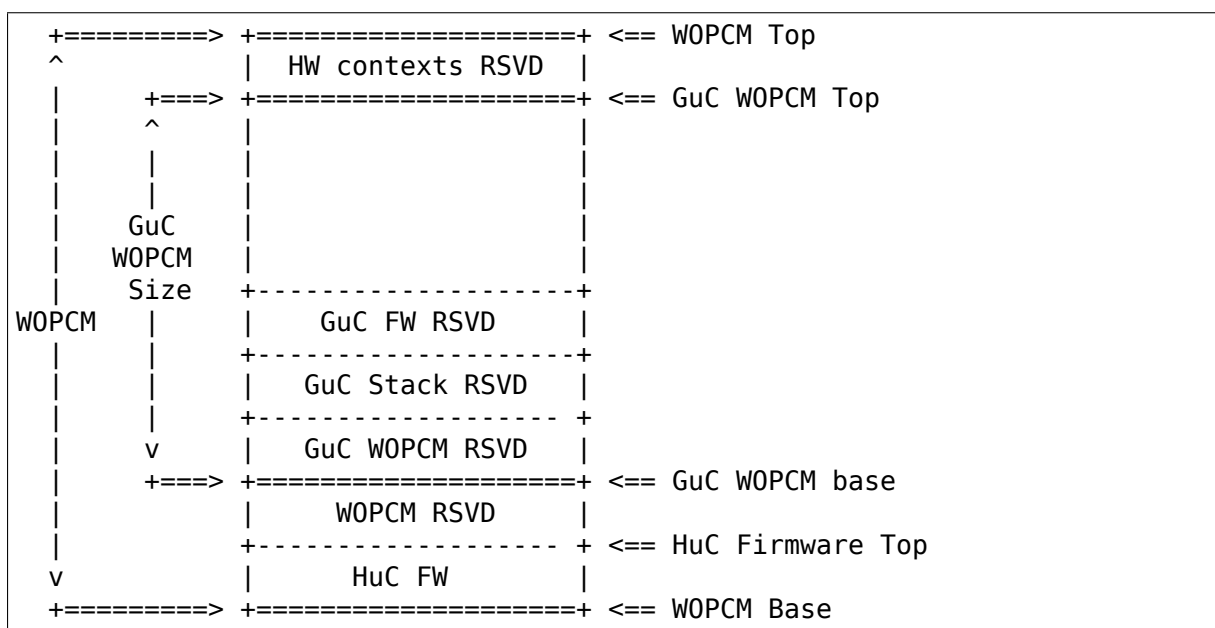 +=========> +====================+ <== WOPCM Top
  ^           |  HW contexts RSVD  |
  |     +===> +====================+ <== GuC WOPCM Top
  |     ^     |                    |
  |     |     |                    |
  |     |     |                    |
  |    GuC    |                    |
  |   WOPCM   |                    |
  |    Size   +--------------------+
WOPCM   |     |    GuC FW RSVD     |
  |     |     +--------------------+
  |     |     |   GuC Stack RSVD   |
  |     |     +------------------- +
  |     v     |   GuC WOPCM RSVD   |
  |     +===> +====================+ <== GuC WOPCM base
  |           |     WOPCM RSVD     |
  |           +------------------- + <== HuC Firmware Top
  v           |      HuC FW        |
  +=========> +====================+ <== WOPCM Base